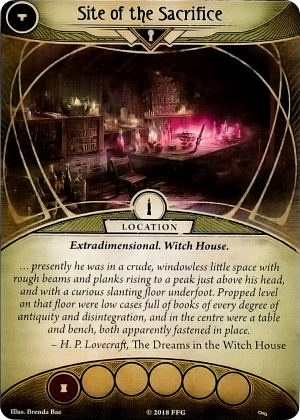 Site of the Sacrifice
LOCATION
Extradimensional. Witch House.
… presently he was in a crude, windowless little space with
rough beams and planks rising to a peak just above his head,
and with a curious slanting floor underfoot. Propped level
on that floor were low cases full of books of every degree of
antiquity and disintegration, and in the centre were a table
and bench, both apparently fastened in place.
– H. P. Lovecraft, The Dreams in the Witch House
Illus. Brenda Bae
© 2018 FFG